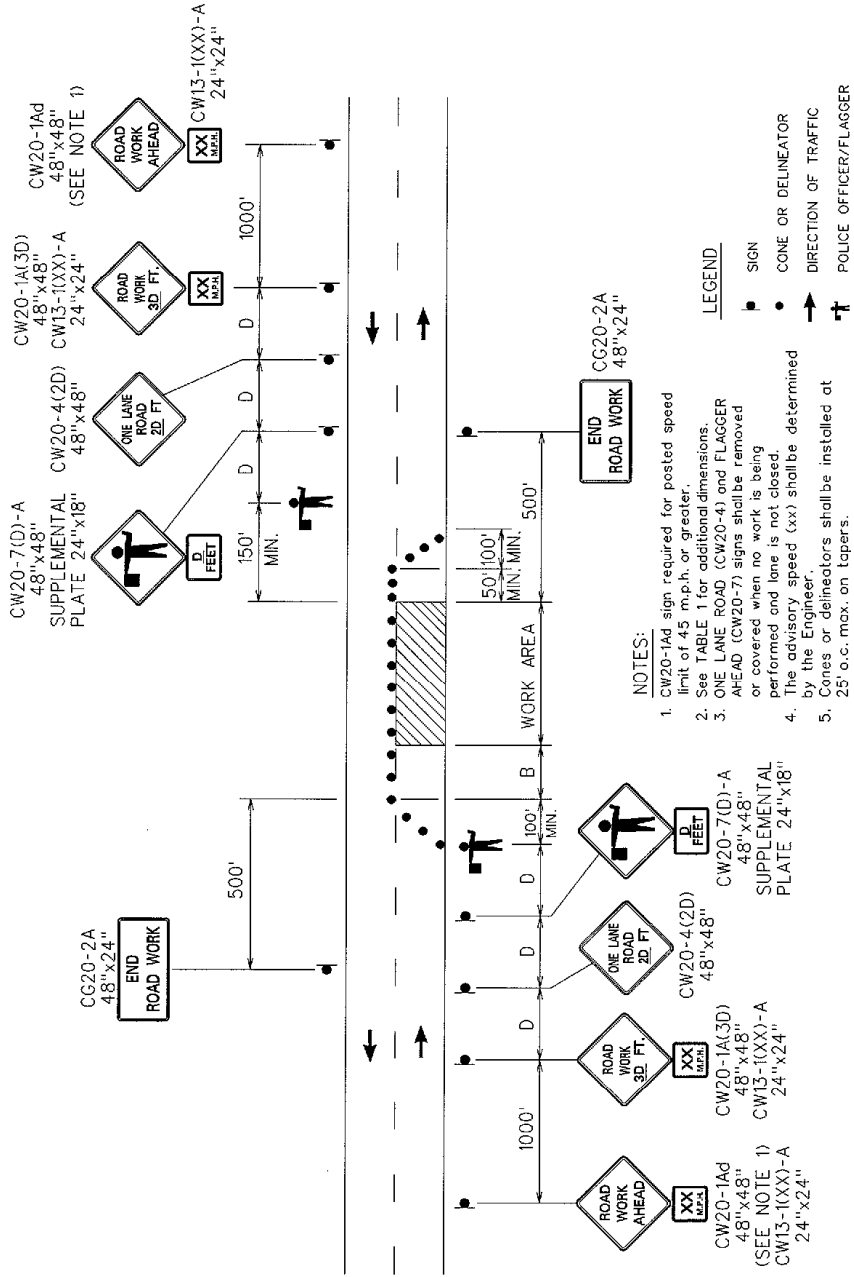 CW20-7(D)-A
48"x48"
SUPPLEMENTAL
PLATE 24"x18"
D
FEET
CW20-4(2D)
48"x48"
ONE LANE
ROAD
2D FT
CW20-1A(3D)
48"x48"
CW13-1(XX)-A
24"x24"
ROAD
WORK
3D FT.
XX
M.P.H.
CW20-1Ad
48"x48"
(SEE NOTE 1)
ROAD
WORK
AHEAD
CW13-1(XX)-A
24"x24"
XX
M.P.H.
CG20-2A
48"x24"
END
ROAD WORK
500'
150'
MIN.
D
D
D
1000'
1000'
D
D
D
100'
MIN.
B
WORK AREA
50'
MIN.
100'
MIN.
500'
ROAD
WORK
AHEAD
XX
M.P.H.
CW20-1Ad
48"x48"
(SEE NOTE 1)
CW13-1(XX)-A
24"x24"
ROAD
WORK
3D FT.
XX
M.P.H.
CW20-1A(3D)
48"x48"
CW13-1(XX)-A
24"x24"
ONE LANE
ROAD
2D FT
CW20-4(2D)
48"x48"
D
FEET
CW20-7(D)-A
48"x48"
SUPPLEMENTAL
PLATE 24"x18"
END
ROAD WORK
CG20-2A
48"x24"
NOTES:
1. CW20-1Ad sign required for posted speed
limit of 45 m.p.h. or greater.
2. See TABLE 1 for additional dimensions.
3. ONE LANE ROAD (CW20-4) and FLAGGER
AHEAD (CW20-7) signs shall be removed
or covered when no work is being
performed and lane is not closed.
4. The advisory speed (xx) shall be determined
by the Engineer.
5. Cones or delineators shall be installed at
25' o.c. max. on tapers.
LEGEND
SIGN
CONE OR DELINEATOR
DIRECTION OF TRAFFIC
POLICE OFFICER/FLAGGER